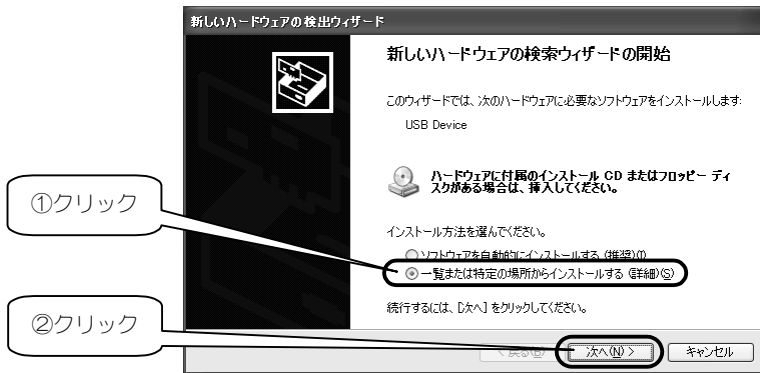 新しいハードウェアの検出ウィザード
新しいハードウェアの検索ウィザードの開始
このウィザードでは、次のハードウェアに必要なソフトウェアをインストールします:
USB Device
ハードウェアに付属のインストール CD またはフロッピー ディ
スクがある場合は、挿入してください。
①クリック
インストール方法を選んでください。
ソフトウェアを自動的にインストールする (推奨)(I)
一覧または特定の場所からインストールする (詳細)(S)
続行するには、[次へ] をクリックしてください。
②クリック
< 戻る(B)
次へ(N) >
キャンセル